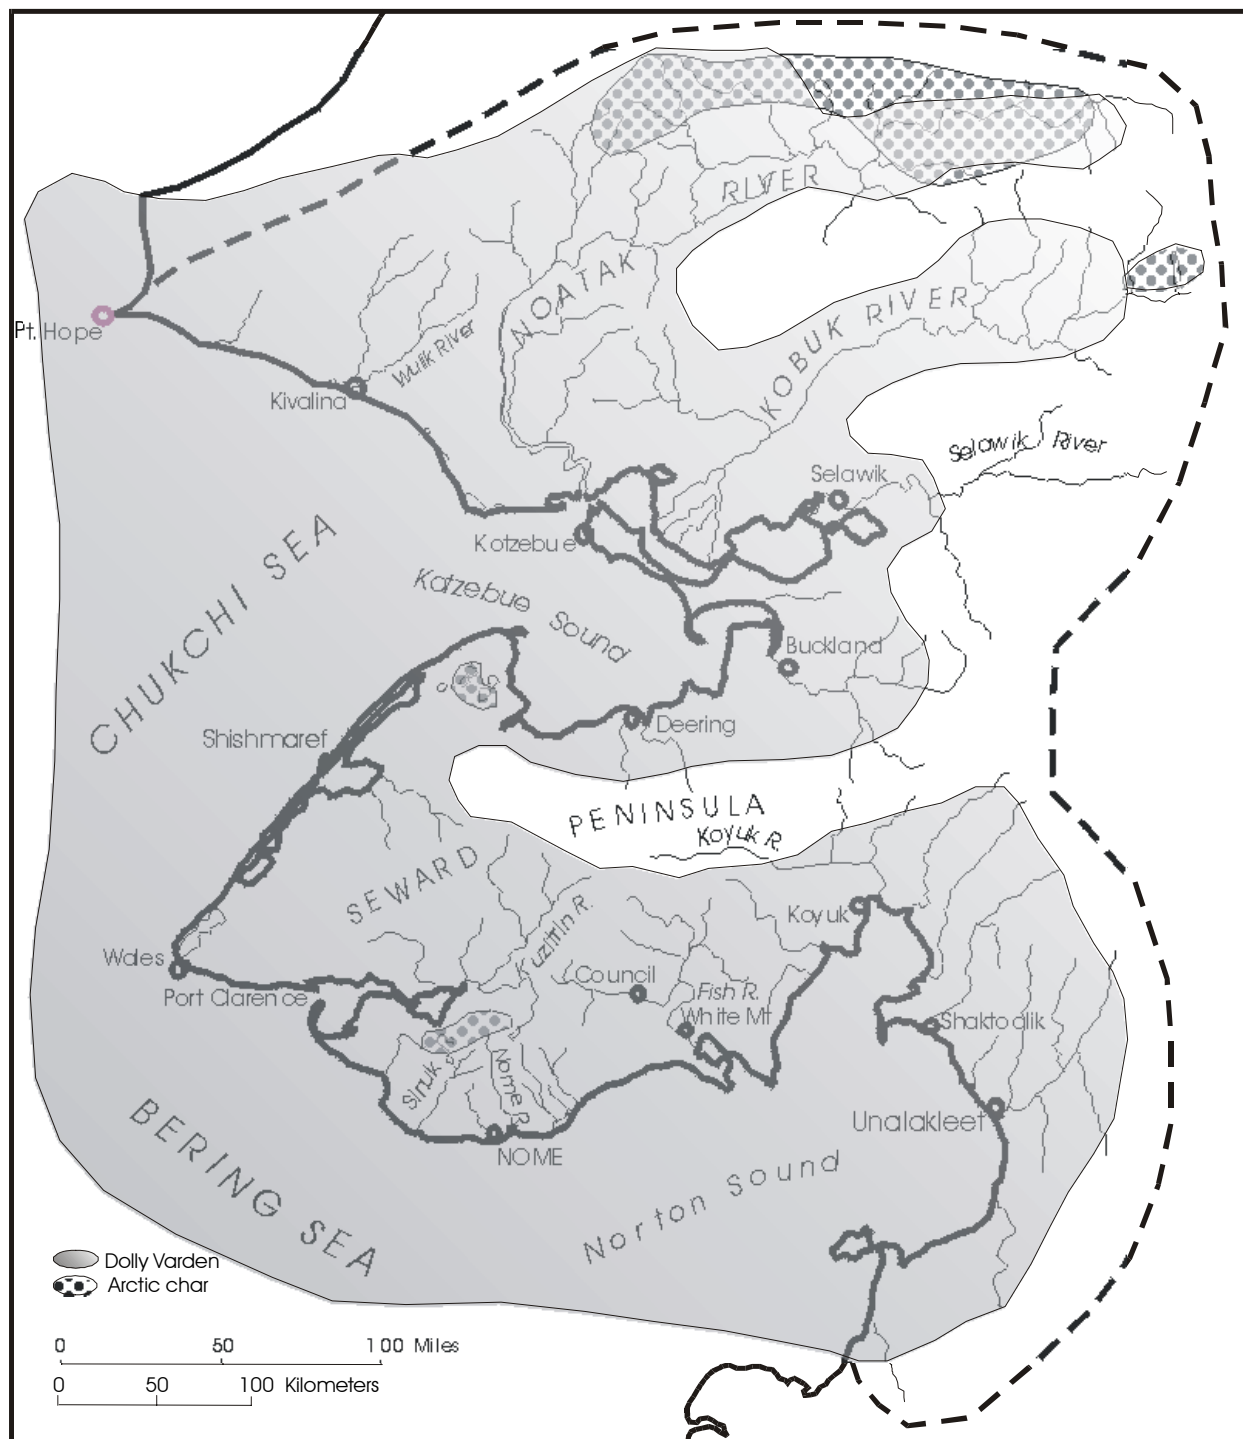 RIVER
NOATAK
Pt. Hope
Wulik River
KOBUK RIVER
Kivalina
Selawik River
Selawik
Kotzebue
CHUKCHI SEA
Katzebue
Sound
Buckland
Deering
Shishmaref
PENINSULA
Koyuk R.
SEWARD
Koyuk
Kuzitrin R.
Wales
Council
Port Clarence
Fish R.
White Mt
Shaktoolik
Sinuk
Nome R.
BERING SEA
Unalakleet
NOME
Norton Sound
Dolly Varden
Arctic char
0 50 100 Miles
0 50 100 Kilometers